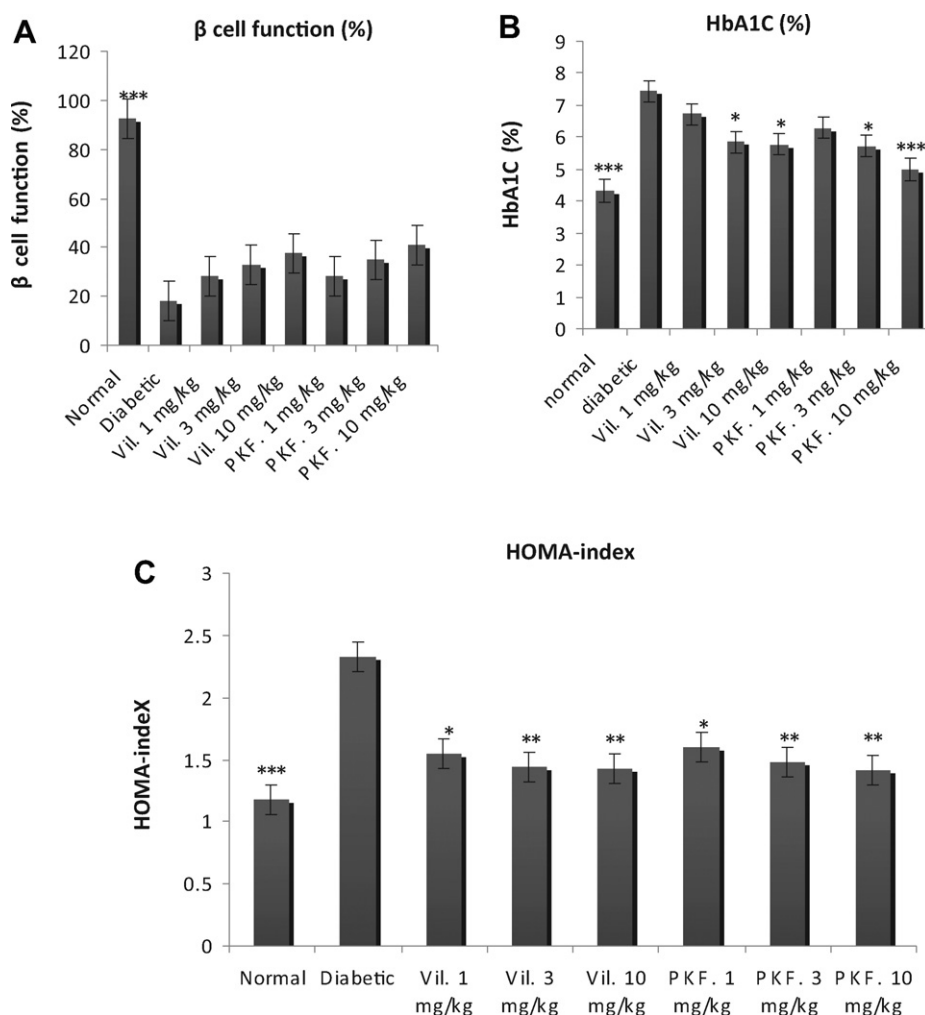 A
β cell function (%)
β cell function (%)
120
100
80
60
40
20
0
***
Normal
Diabetic
Vil. 1 mg/kg
Vil. 3 mg/kg
Vil. 10 mg/kg
PKF. 1 mg/kg
PKF. 3 mg/kg
PKF. 10 mg/kg
B
HbA1C (%)
HbA1C (%)
9
8
7
6
5
4
3
2
1
0
***
*
*
*
***
normal
diabetic
Vil. 1 mg/kg
Vil. 3 mg/kg
Vil. 10 mg/kg
PKF. 1 mg/kg
PKF. 3 mg/kg
PKF. 10 mg/kg
C
HOMA-index
HOMA-indeX
3
2.5
2
1.5
1
0.5
0
***
*
**
**
*
**
**
Normal
Diabetic
Vil. 1
mg/kg
Vil. 3
mg/kg
Vil. 10
mg/kg
PKF. 1
mg/kg
PKF. 3
mg/kg
PKF. 10
mg/kg